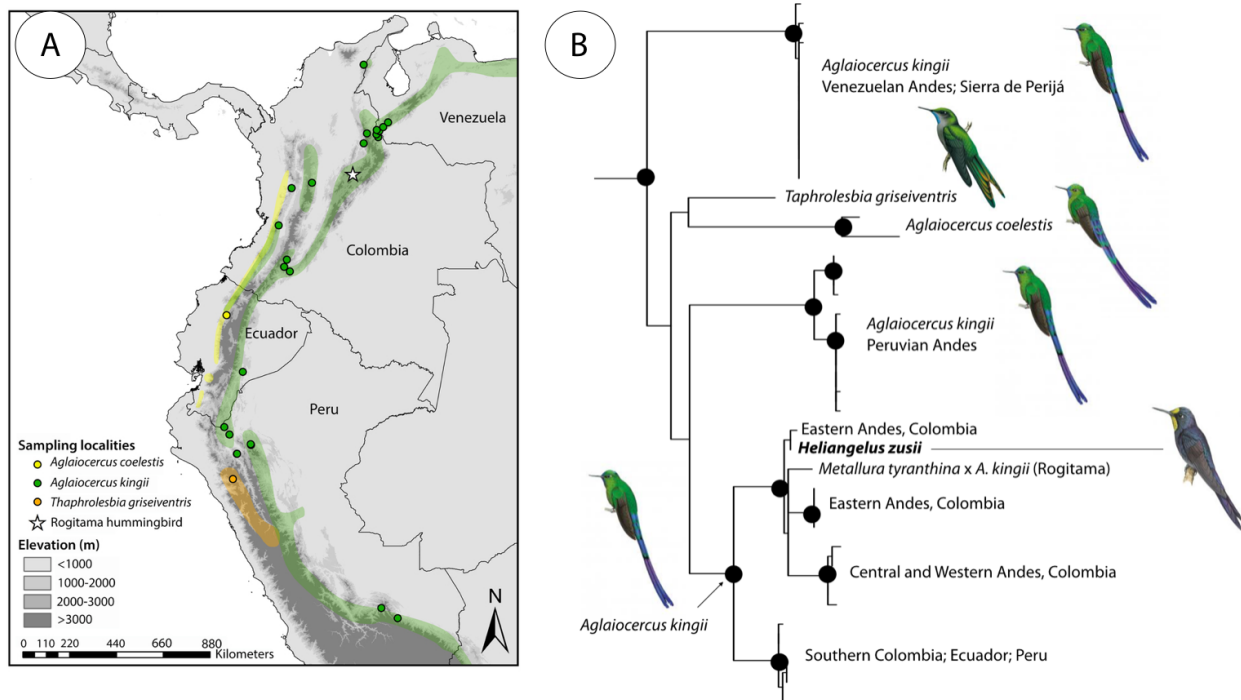 A
Venezuela
Colombia
Ecuador
Peru
Sampling localities
Aglaiocercus coelestis
Aglaiocercus kingii
Thaphrolesbia griseiventris
Rogitama hummingbird
Elevation (m)
<1000
1000-2000
2000-3000
>3000
0 110 220 440 660 880
Kilometers
N
B
Aglaiocercus kingii
Venezuelan Andes; Sierra de Perijá
Taphrolesbia griseiventris
Aglaiocercus coelestis
Aglaiocercus kingii
Peruvian Andes
Eastern Andes, Colombia
Heliangelus zusii
Metallura tyranthina x A. kingii (Rogitama)
Eastern Andes, Colombia
Central and Western Andes, Colombia
Aglaiocercus kingii
Southern Colombia; Ecuador; Peru